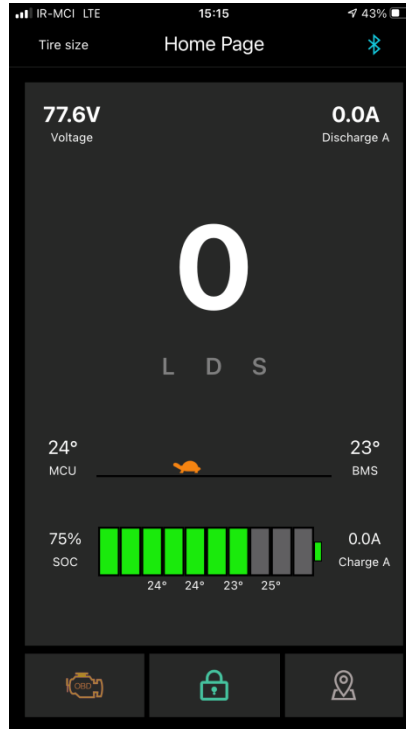 IR-MCI LTE 15:15 43%
Tire size Home Page
77.6V 0.0A
Voltage Discharge A
0
L D S
24° 23°
MCU BMS
75% 0.0A
SOC Charge A
24° 24° 23° 25°
OBD